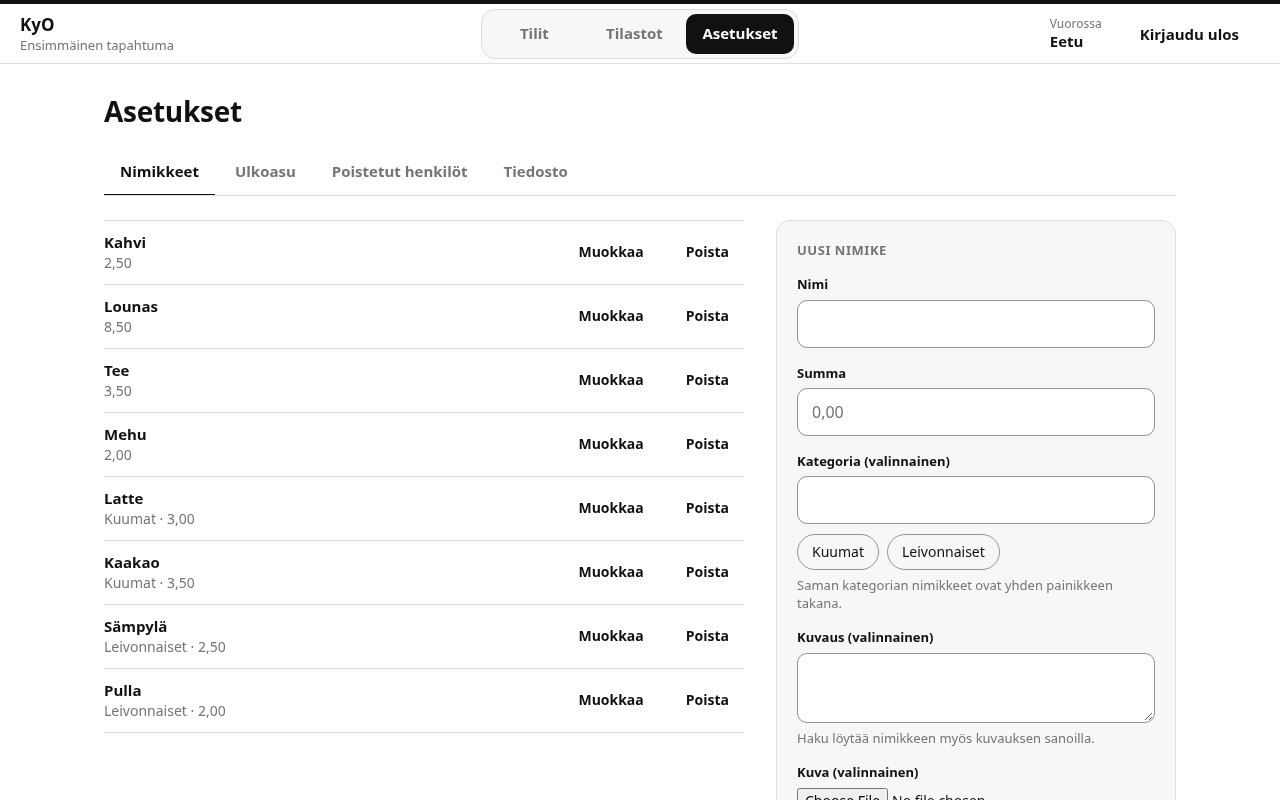 KyO
Ensimmäinen tapahtuma
Tilit
Tilastot
Asetukset
Vuorossa
Eetu
Kirjaudu ulos
Asetukset
Nimikkeet
Ulkoasu
Poistetut henkilöt
Tiedosto
Kahvi
2,50
Muokkaa
Poista
Lounas
8,50
Muokkaa
Poista
Tee
3,50
Muokkaa
Poista
Mehu
2,00
Muokkaa
Poista
Latte
Kuumat · 3,00
Muokkaa
Poista
Kaakao
Kuumat · 3,50
Muokkaa
Poista
Sämpylä
Leivonnaiset · 2,50
Muokkaa
Poista
Pulla
Leivonnaiset · 2,00
Muokkaa
Poista
UUSI NIMIKE
Nimi
Summa
0,00
Kategoria (valinnainen)
Kuumat
Leivonnaiset
Saman kategorian nimikkeet ovat yhden painikkeen
takana.
Kuvaus (valinnainen)
Haku löytää nimikkeen myös kuvauksen sanoilla.
Kuva (valinnainen)
Choose File
No file chosen